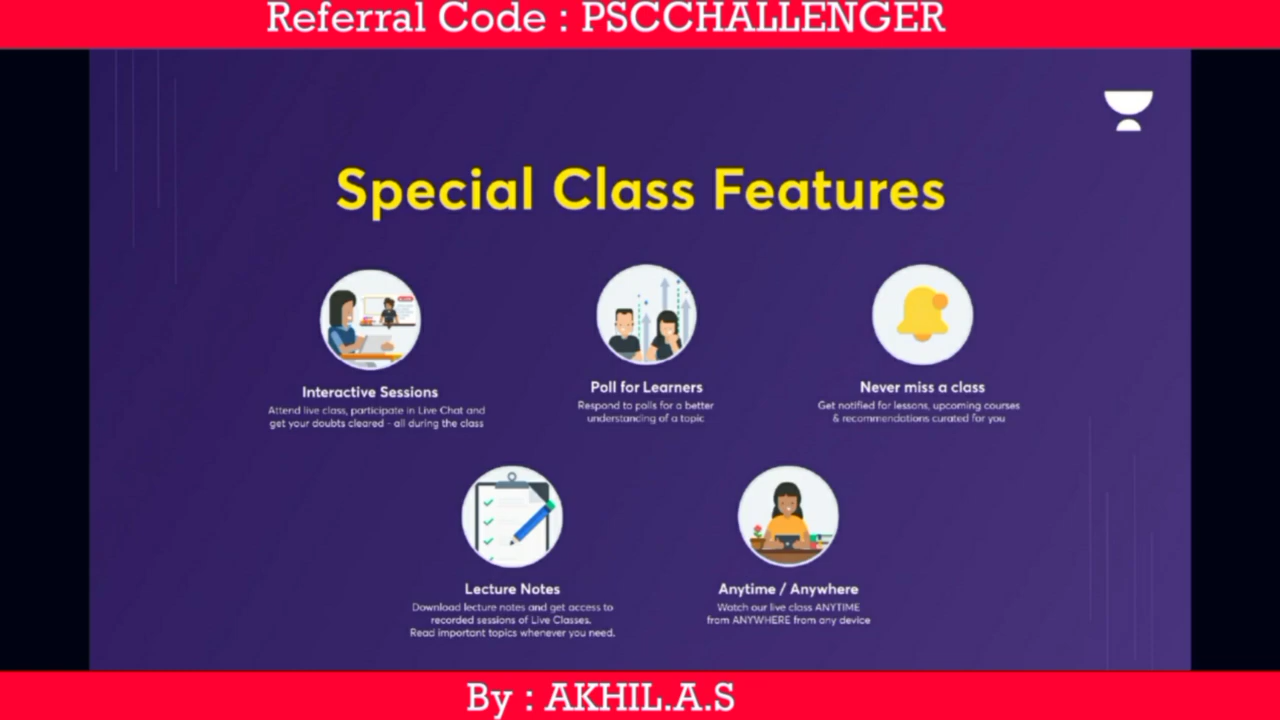 Referral Code : PSCCHALLENGER
Special Class Features
Interactive Sessions
Attend live class, participate in Live Chat and
get your doubts cleared - all during the class
Poll for Learners
Respond to polls for a better
understanding of a topic
Never miss a class
Get notified for lessons, upcoming courses
& recommendations curated for you
Lecture Notes
Download lecture notes and get access to
recorded sessions of Live Classes.
Read important topics whenever you need.
Anytime / Anywhere
Watch our live class ANYTIME
from ANYWHERE from any device
By : AKHIL.A.S